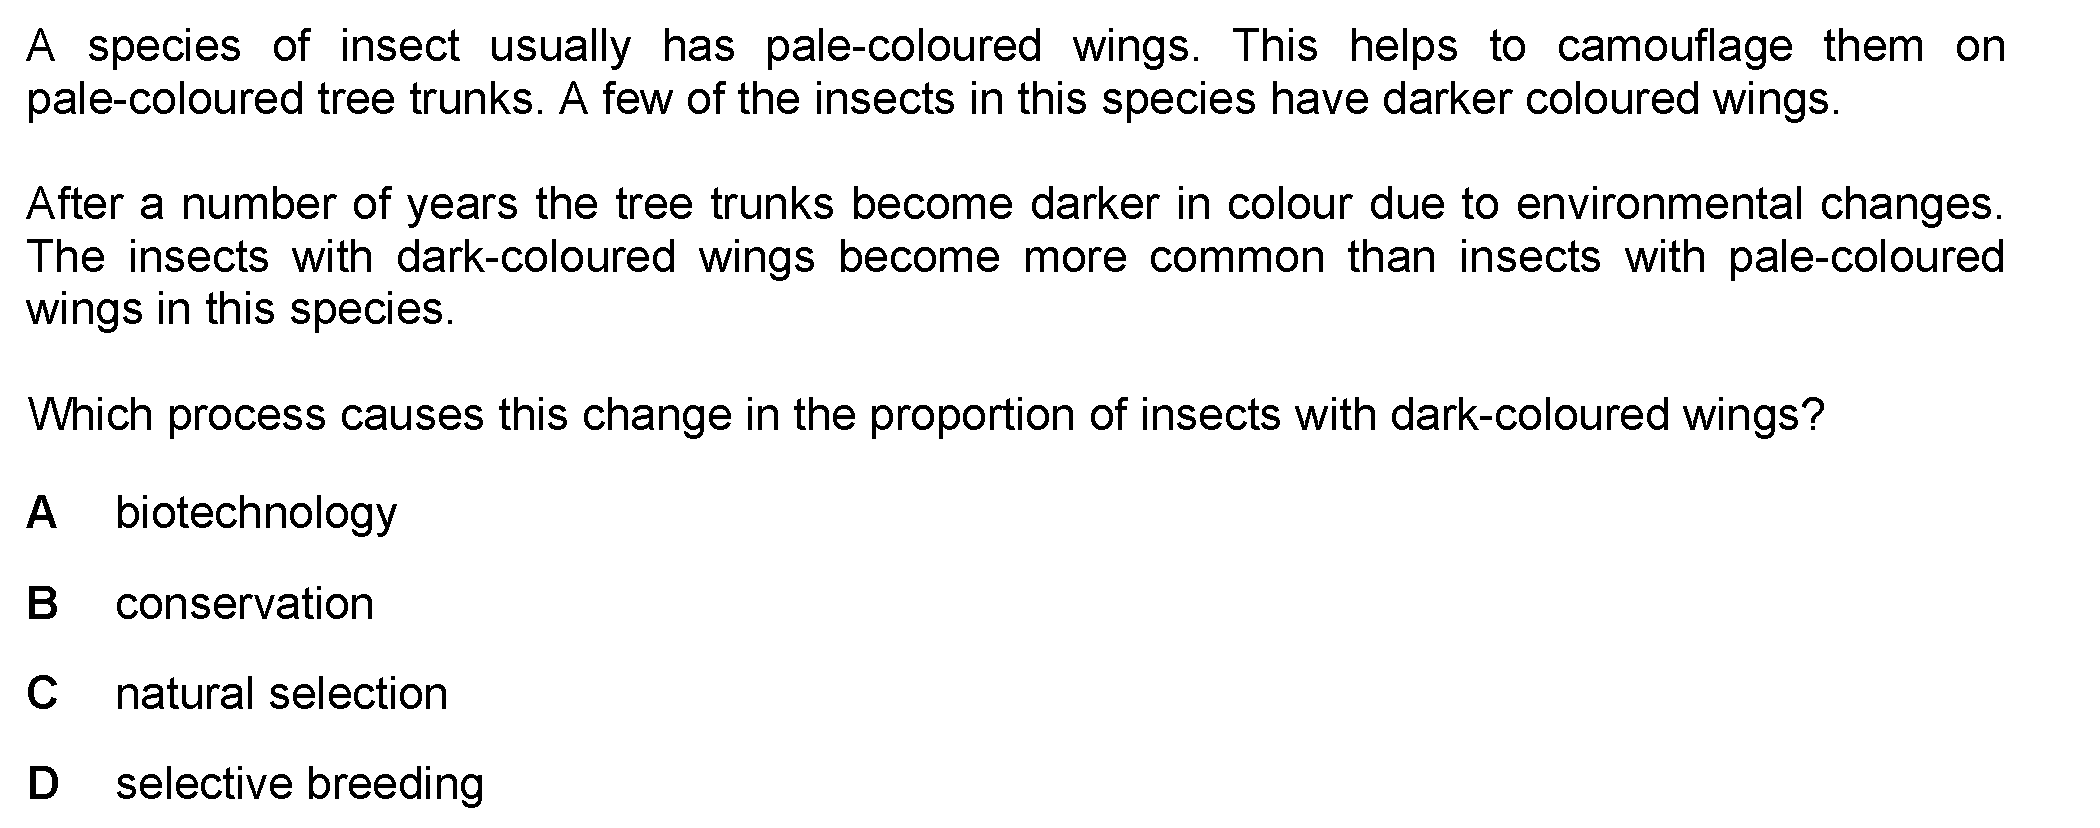 A species of insect usually has pale-coloured wings. This helps to camouflage them on
pale-coloured tree trunks. A few of the insects in this species have darker coloured wings.
After a number of years the tree trunks become darker in colour due to environmental changes.
The insects with dark-coloured wings become more common than insects with pale-coloured
wings in this species.
Which process causes this change in the proportion of insects with dark-coloured wings?
A biotechnology
B conservation
C natural selection
D selective breeding